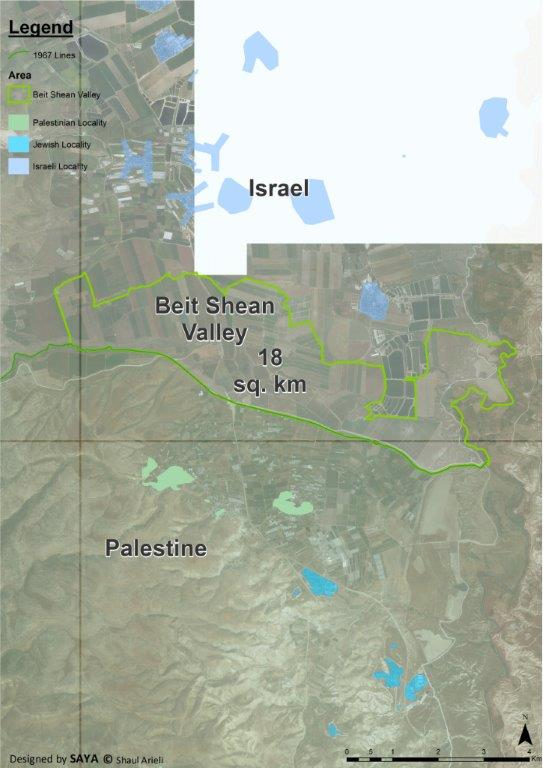 Legend
1967 Lines
Area
Beit Shean Valley
Palestinian Locality
Jewish Locality
Israeli Locality
Israel
Beit Shean
Valley
18
sq. km
Palestine
Designed by SAYA © Shaul Arieli
N
0 .5 1 2 3 4
Km